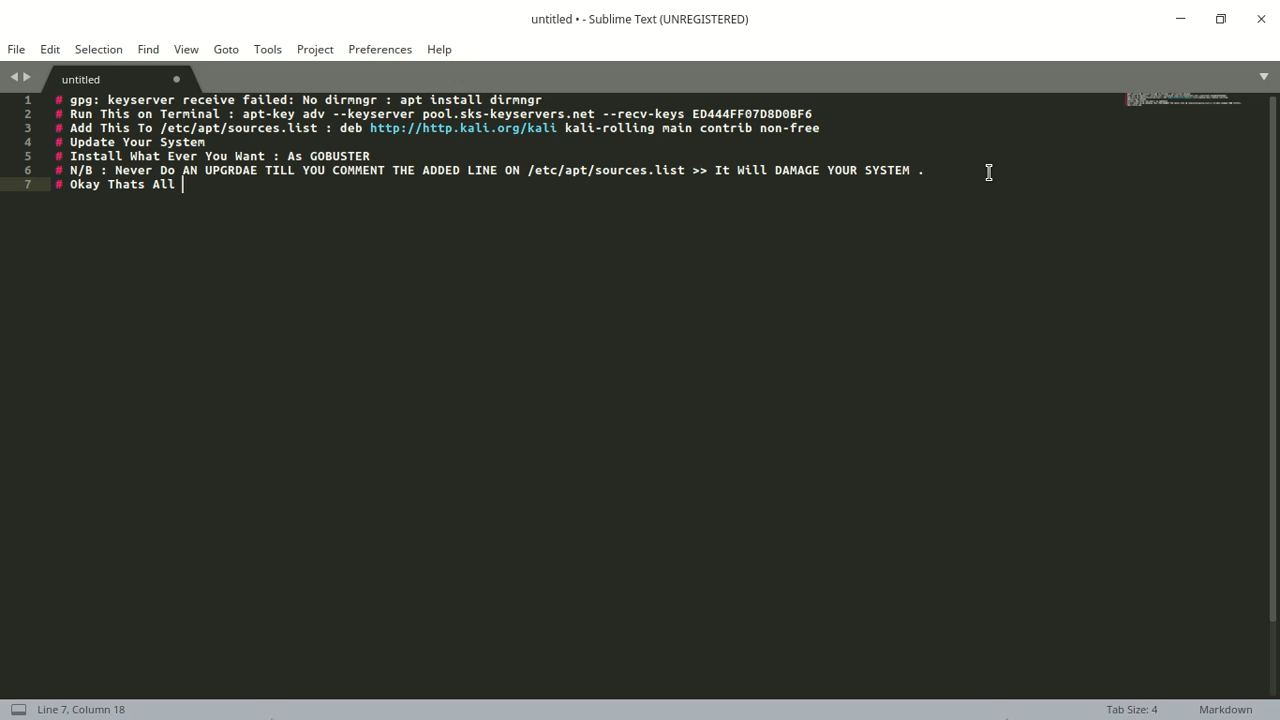 untitled • - Sublime Text (UNREGISTERED)
File Edit Selection Find View Goto Tools Project Preferences Help
untitled
1 # gpg: keyserver receive failed: No dirmngr : apt install dirmngr
2 # Run This on Terminal : apt-key adv --keyserver pool.sks-keyservers.net --recv-keys ED444FF07D8D0BF6
3 # Add This To /etc/apt/sources.list : deb http://http.kali.org/kali kali-rolling main contrib non-free
4 # Update Your System
5 # Install What Ever You Want : As GOBUSTER
6 # N/B : Never Do AN UPGRDAE TILL YOU COMMENT THE ADDED LINE ON /etc/apt/sources.list >> It Will DAMAGE YOUR SYSTEM .
7 # Okay Thats All
Line 7, Column 18 Tab Size: 4 Markdown